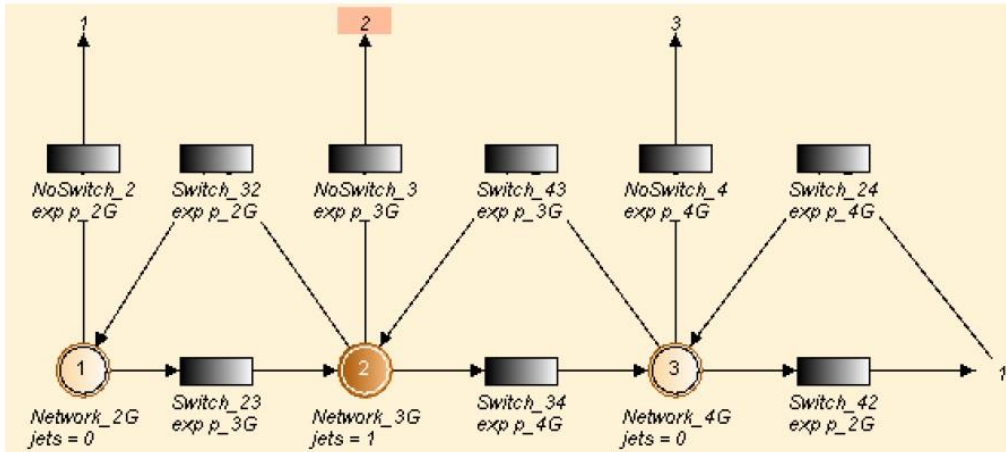 1
2
3
NoSwitch_2
exp p_2G
Switch_32
exp p_2G
NoSwitch_3
exp p_3G
Switch_43
exp p_3G
NoSwitch_4
exp p_4G
Switch_24
exp p_4G
1
2
3
1
Network_2G
jets = 0
Switch_23
exp p_3G
Network_3G
jets = 1
Switch_34
exp p_4G
Network_4G
jets = 0
Switch_42
exp p_2G